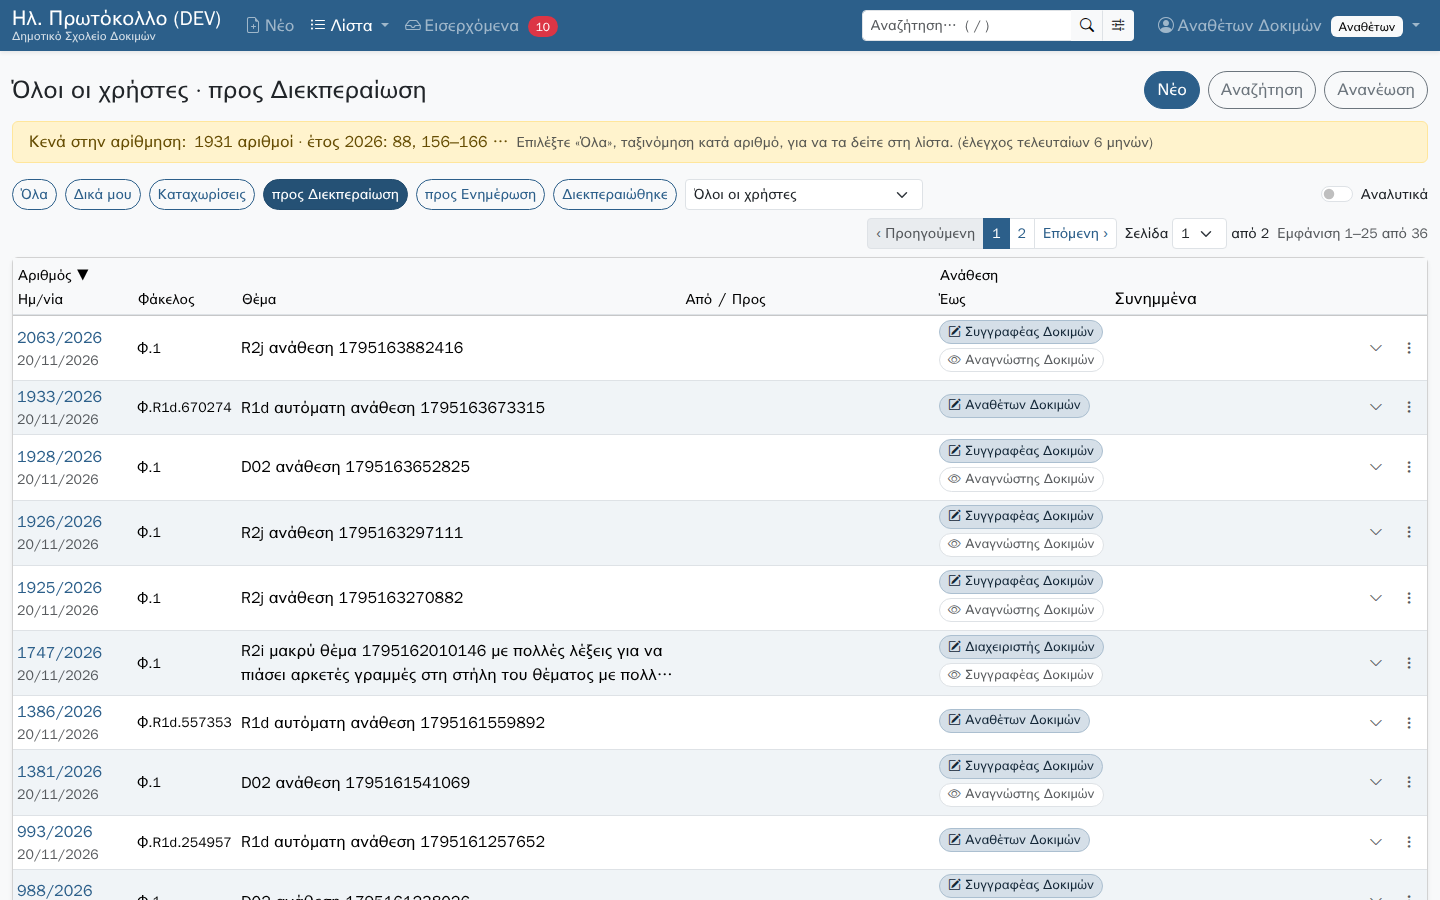 Ηλ. Πρωτόκολλο (DEV)
Δημοτικό Σχολείο Δοκιμών
Νέο
Λίστα
Εισερχόμενα 10
Αναζήτηση… ( / )
Αναθέτων Δοκιμών Αναθέτων
Όλοι οι χρήστες · προς Διεκπεραίωση
Νέο
Αναζήτηση
Ανανέωση
Κενά στην αρίθμηση: 1931 αριθμοί · έτος 2026: 88, 156–166 … Επιλέξτε «Όλα», ταξινόμηση κατά αριθμό, για να τα δείτε στη λίστα. (έλεγχος τελευταίων 6 μηνών)
Όλα
Δικά μου
Καταχωρίσεις
προς Διεκπεραίωση
προς Ενημέρωση
Διεκπεραιώθηκε
Όλοι οι χρήστες
Αναλυτικά
‹ Προηγούμενη 1 2 Επόμενη › Σελίδα 1 από 2 Εμφάνιση 1–25 από 36
Αριθμός ▼ Ανάθεση
Ημ/νία Φάκελος Θέμα Από / Προς Έως Συνημμένα
2063/2026 Συγγραφέας Δοκιμών
Φ.1 R2j ανάθεση 1795163882416
20/11/2026 Αναγνώστης Δοκιμών
1933/2026
Φ.R1d.670274 R1d αυτόματη ανάθεση 1795163673315 Αναθέτων Δοκιμών
20/11/2026
1928/2026 Συγγραφέας Δοκιμών
Φ.1 D02 ανάθεση 1795163652825
20/11/2026 Αναγνώστης Δοκιμών
1926/2026 Συγγραφέας Δοκιμών
Φ.1 R2j ανάθεση 1795163297111
20/11/2026 Αναγνώστης Δοκιμών
1925/2026 Συγγραφέας Δοκιμών
Φ.1 R2j ανάθεση 1795163270882
20/11/2026 Αναγνώστης Δοκιμών
1747/2026 R2i μακρύ θέμα 1795162010146 με πολλές λέξεις για να Διαχειριστής Δοκιμών
Φ.1
20/11/2026 πιάσει αρκετές γραμμές στη στήλη του θέματος με πολλ… Συγγραφέας Δοκιμών
1386/2026
Φ.R1d.557353 R1d αυτόματη ανάθεση 1795161559892 Αναθέτων Δοκιμών
20/11/2026
1381/2026 Συγγραφέας Δοκιμών
Φ.1 D02 ανάθεση 1795161541069
20/11/2026 Αναγνώστης Δοκιμών
993/2026
Φ.R1d.254957 R1d αυτόματη ανάθεση 1795161257652 Αναθέτων Δοκιμών
20/11/2026
988/2026 Συγγραφέας Δοκιμών